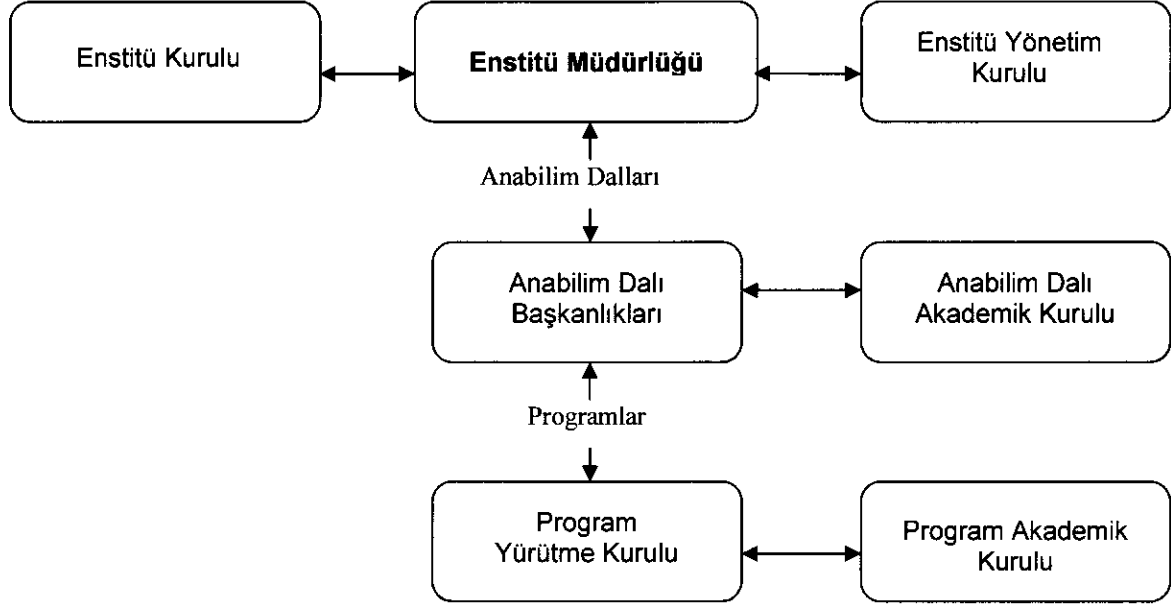 Enstitü Kurulu
Enstitü Müdürlüğü
Enstitü Yönetim
Kurulu
Anabilim Dalları
Anabilim Dalı
Başkanlıkları
Anabilim Dalı
Akademik Kurulu
Programlar
Program
Yürütme Kurulu
Program Akademik
Kurulu